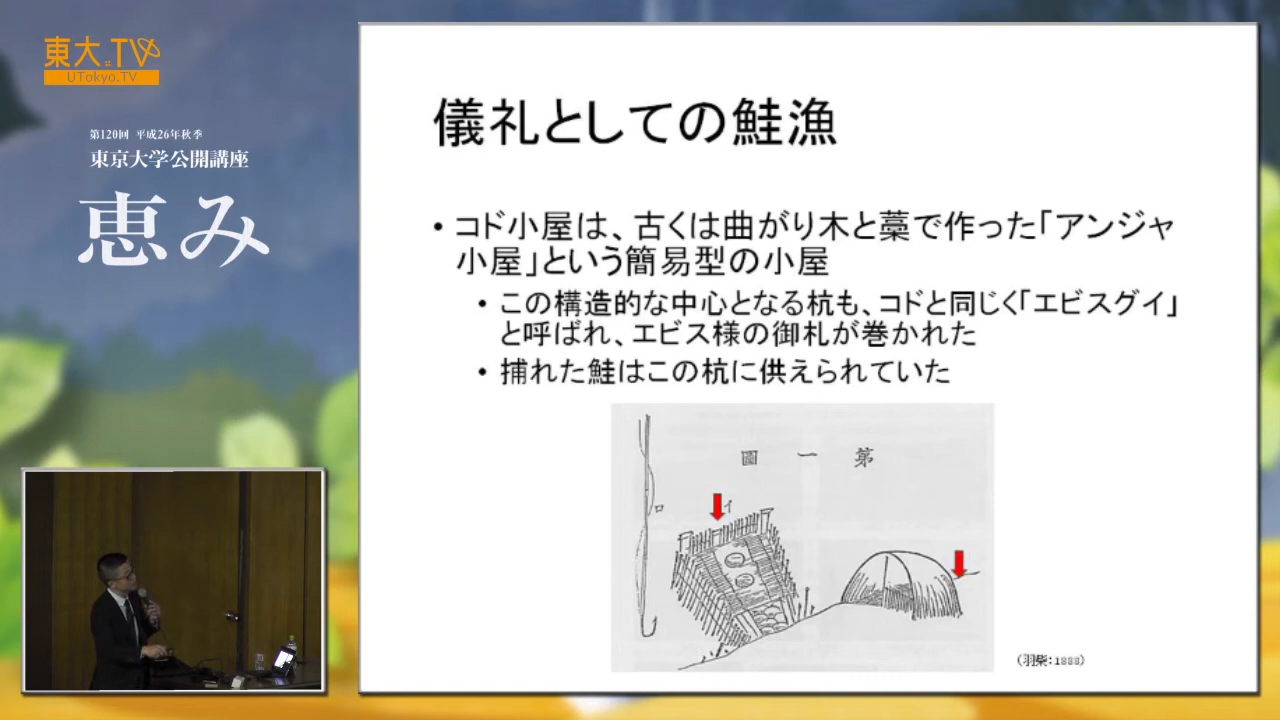 東大.TV
UTokyo.TV
第120回 平成26年秋季
東京大学公開講座
恵み
儀礼としての鮭漁
• コド小屋は、古くは曲がり木と藁で作った「アンジャ
小屋」という簡易型の小屋
• この構造的な中心となる杭も、コドと同じく「エビスグイ」
と呼ばれ、エビス様の御札が巻かれた
• 捕れた鮭はこの杭に供えられていた
圖 一 第
ロ
イ
(羽柴:1888)